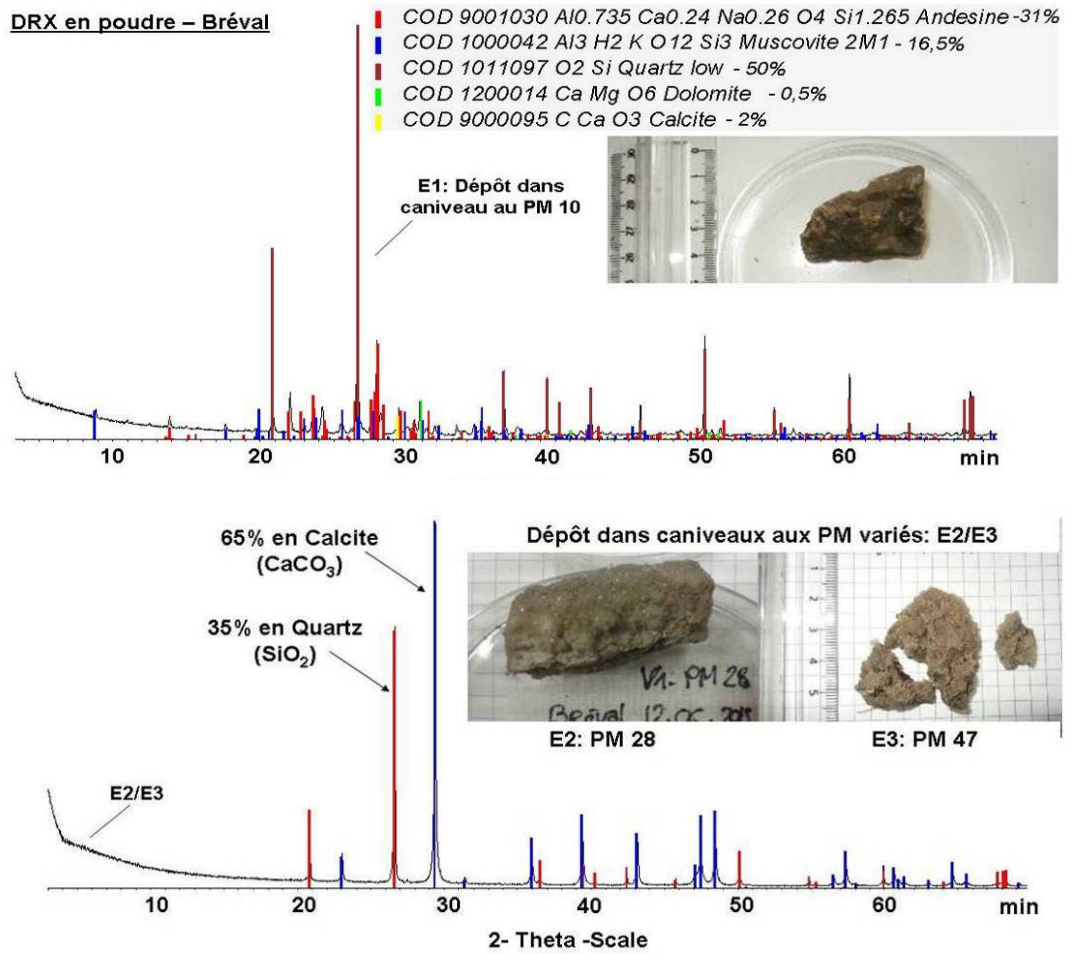 DRX en poudre – Bréval
COD 9001030 Al0.735 Ca0.24 Na0.26 O4 Si1.265 Andesine -31%
COD 1000042 Al3 H2 K O12 Si3 Muscovite 2M1 - 16,5%
COD 1011097 O2 Si Quartz low - 50%
COD 1200014 Ca Mg O6 Dolomite - 0,5%
COD 9000095 C Ca O3 Calcite - 2%
E1: Dépôt dans
caniveau au PM 10
10 20 30 40 50 60 min
65% en Calcite
(CaCO3)
35% en Quartz
(SiO2)
Dépôt dans caniveaux aux PM variés: E2/E3
PM 28
Bréval 12.06.2015
E2: PM 28
E3: PM 47
E2/E3
10 20 30 40 50 60 min
2- Theta -Scale